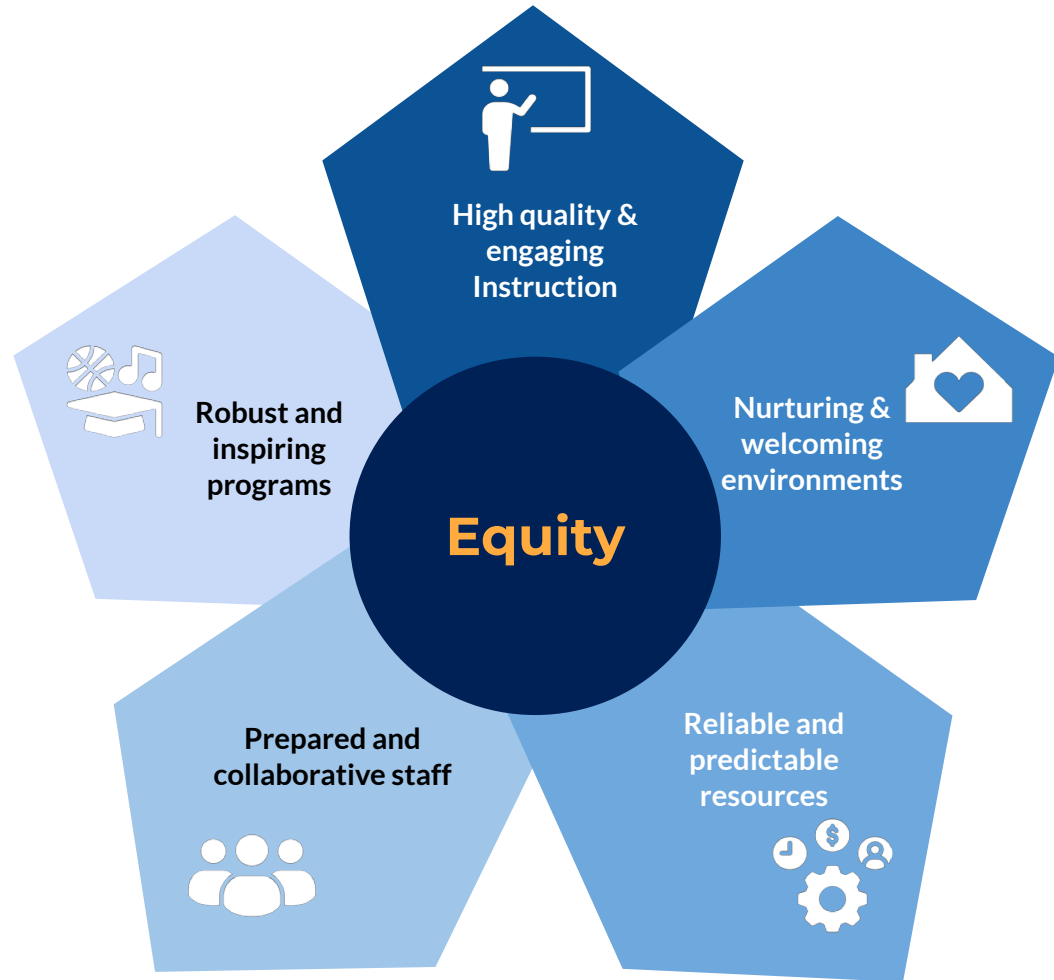 High quality &
engaging
Instruction
Nurturing &
welcoming
environments
Robust and
inspiring
programs
Equity
Prepared and
collaborative staff
Reliable and
predictable
resources
$